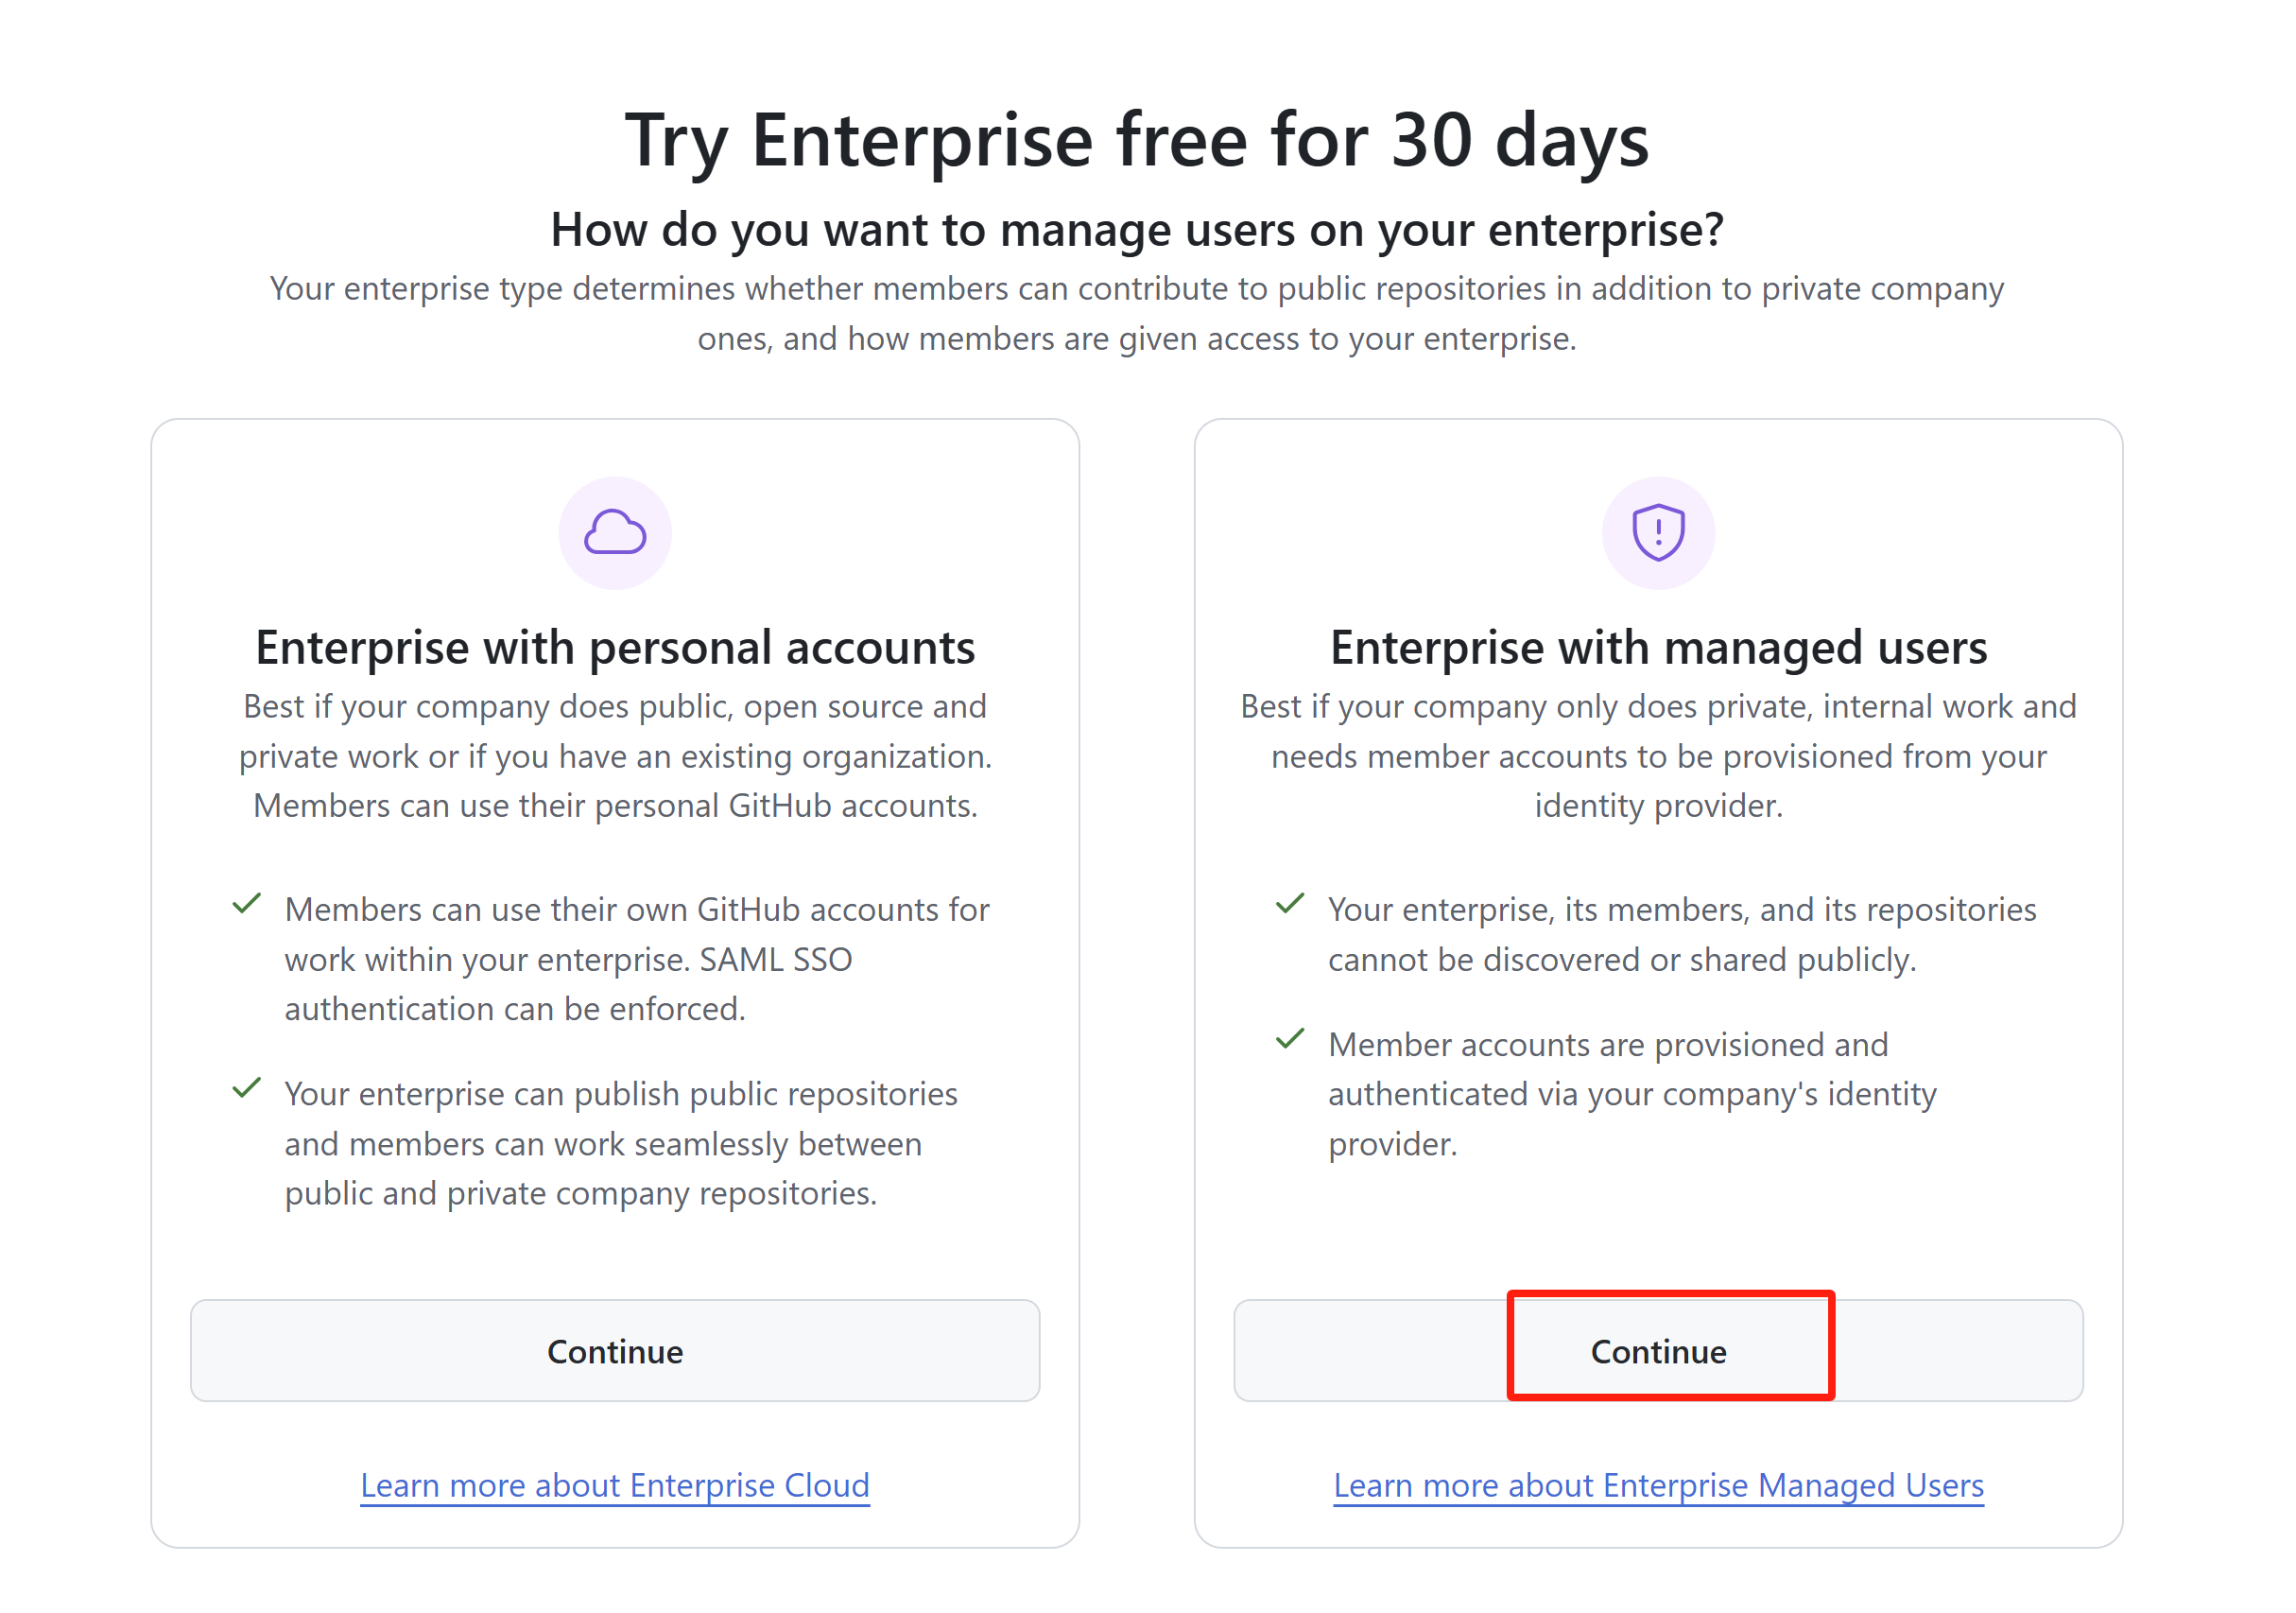 Try Enterprise free for 30 days
How do you want to manage users on your enterprise?
Your enterprise type determines whether members can contribute to public repositories in addition to private company
ones, and how members are given access to your enterprise.
Enterprise with personal accounts
Best if your company does public, open source and
private work or if you have an existing organization.
Members can use their personal GitHub accounts.
Members can use their own GitHub accounts for
work within your enterprise. SAML SSO
authentication can be enforced.
Your enterprise can publish public repositories
and members can work seamlessly between
public and private company repositories.
Continue
Learn more about Enterprise Cloud
Enterprise with managed users
Best if your company only does private, internal work and
needs member accounts to be provisioned from your
identity provider.
Your enterprise, its members, and its repositories
cannot be discovered or shared publicly.
Member accounts are provisioned and
authenticated via your company's identity
provider.
Continue
Learn more about Enterprise Managed Users